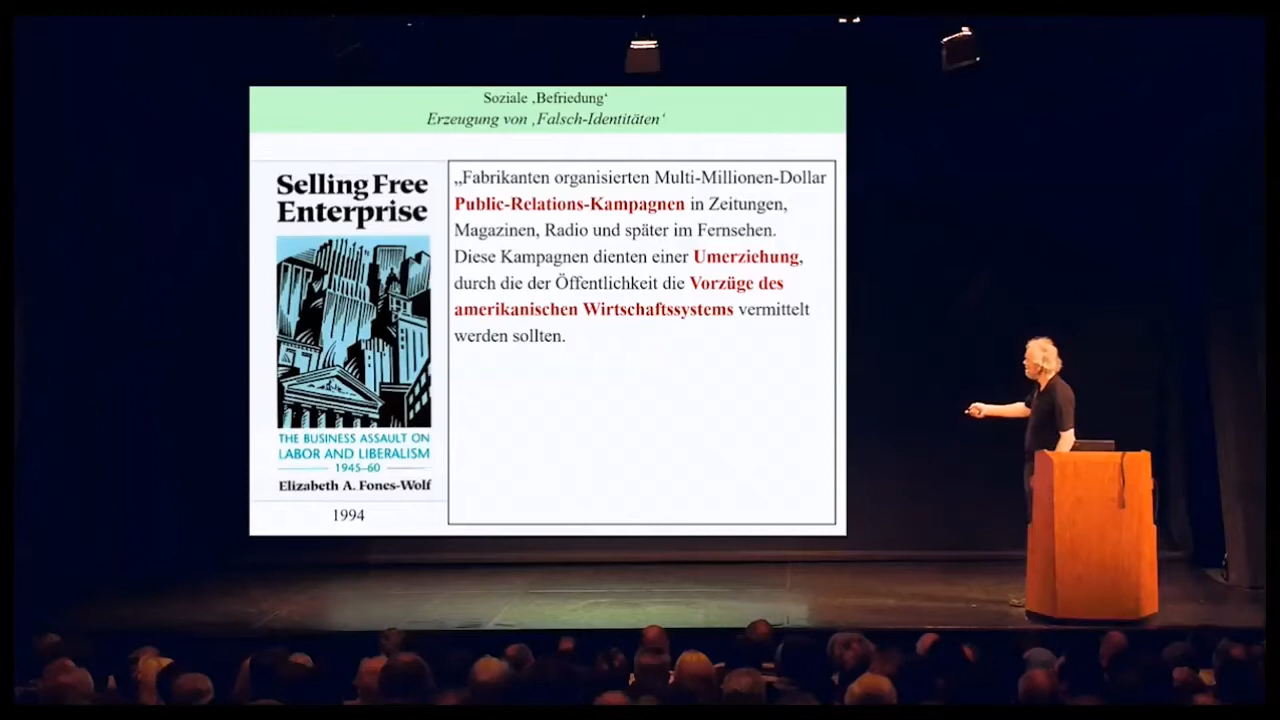 Soziale ‚Befriedung‘
Erzeugung von ‚Falsch-Identitäten‘
Selling Free
Enterprise
THE BUSINESS ASSAULT ON
LABOR AND LIBERALISM
1945–60
Elizabeth A. Fones-Wolf
1994
„Fabrikanten organisierten Multi-Millionen-Dollar
Public-Relations-Kampagnen in Zeitungen,
Magazinen, Radio und später im Fernsehen.
Diese Kampagnen dienten einer Umerziehung,
durch die der Öffentlichkeit die Vorzüge des
amerikanischen Wirtschaftssystems vermittelt
werden sollten.